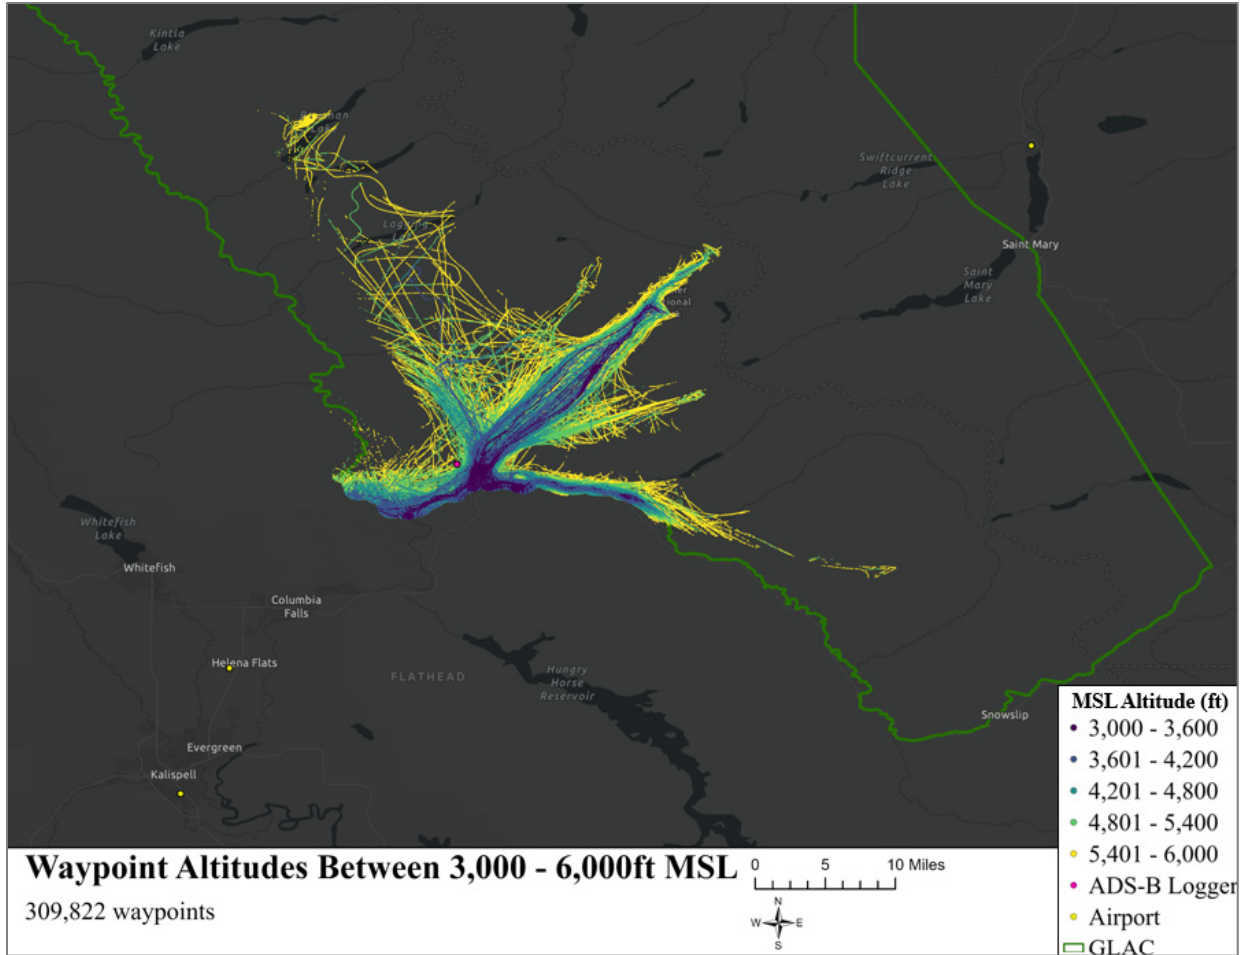 Kintla
Lake
Lake
Logging
Swiftcurrent
Ridge
Lake
Saint Mary
Saint
Mary
Lake
Whitefish
Lake
Whitefish
Columbia
Falls
Helena Flats
FLATHEAD
Hungry
Horse
Reservoir
Evergreen
Kalispell
Snowslip
MSL Altitude (ft)
3,000 - 3,600
3,601 - 4,200
4,201 - 4,800
4,801 - 5,400
5,401 - 6,000
ADS-B Logger
Airport
GLAC
Waypoint Altitudes Between 3,000 - 6,000ft MSL
309,822 waypoints
0 5 10 Miles
N
W E
S